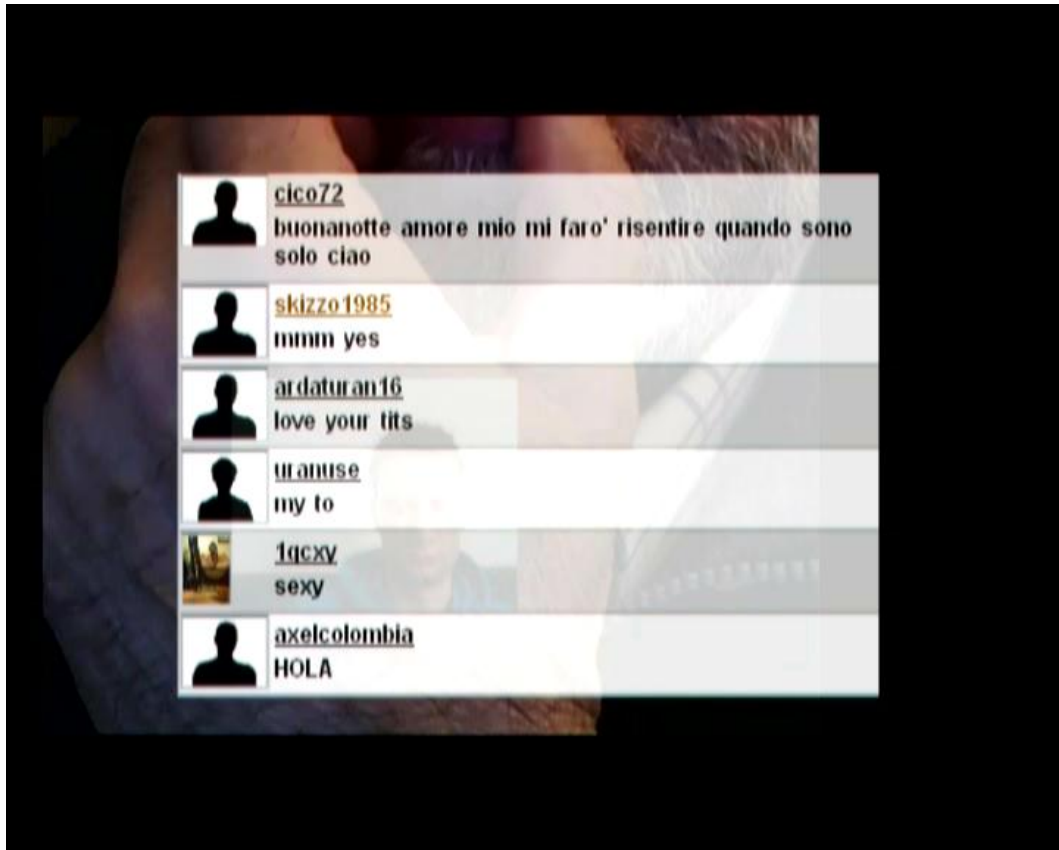 cico72
buonanotte amore mio mi faro' risentire quando sono
solo ciao
skizzo1985
mmm yes
ardaturan16
love your tits
uranuse
my to
1qcxy
sexy
axelcolombia
HOLA